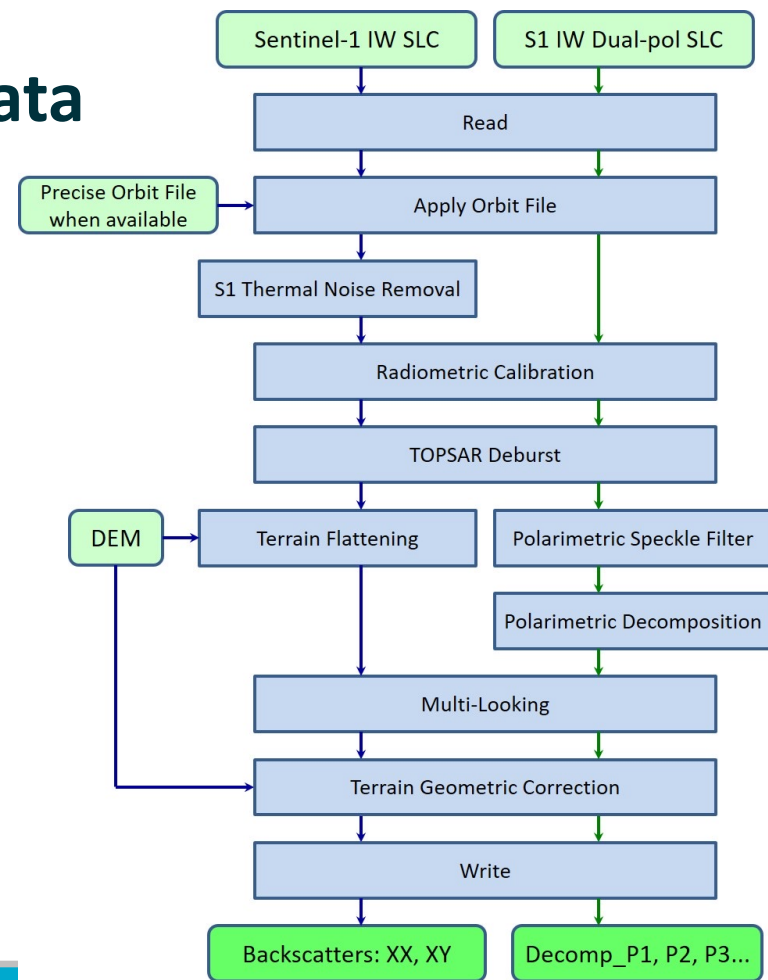 Sentinel-1 IW SLC
S1 IW Dual-pol SLC
ata
Read
Precise Orbit File
when available
Apply Orbit File
S1 Thermal Noise Removal
Radiometric Calibration
TOPSAR Deburst
DEM
Terrain Flattening
Polarimetric Speckle Filter
Polarimetric Decomposition
Multi-Looking
Terrain Geometric Correction
Write
Backscatters: XX, XY
Decomp_P1, P2, P3...